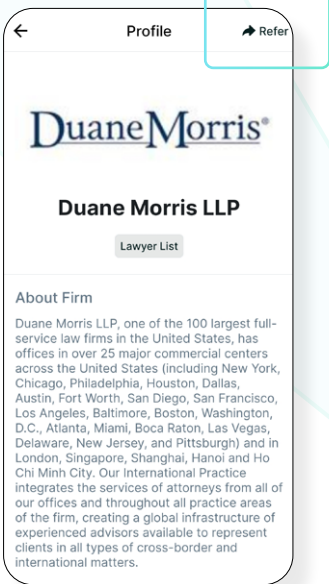 Profile
Refer
DuaneMorris®
Duane Morris LLP
Lawyer List
About Firm
Duane Morris LLP, one of the 100 largest full-
service law firms in the United States, has
offices in over 25 major commercial centers
across the United States (including New York,
Chicago, Philadelphia, Houston, Dallas,
Austin, Fort Worth, San Diego, San Francisco,
Los Angeles, Baltimore, Boston, Washington,
D.C., Atlanta, Miami, Boca Raton, Las Vegas,
Delaware, New Jersey, and Pittsburgh) and in
London, Singapore, Shanghai, Hanoi and Ho
Chi Minh City. Our International Practice
integrates the services of attorneys from all of
our offices and throughout all practice areas
of the firm, creating a global infrastructure of
experienced advisors available to represent
clients in all types of cross-border and
international matters.